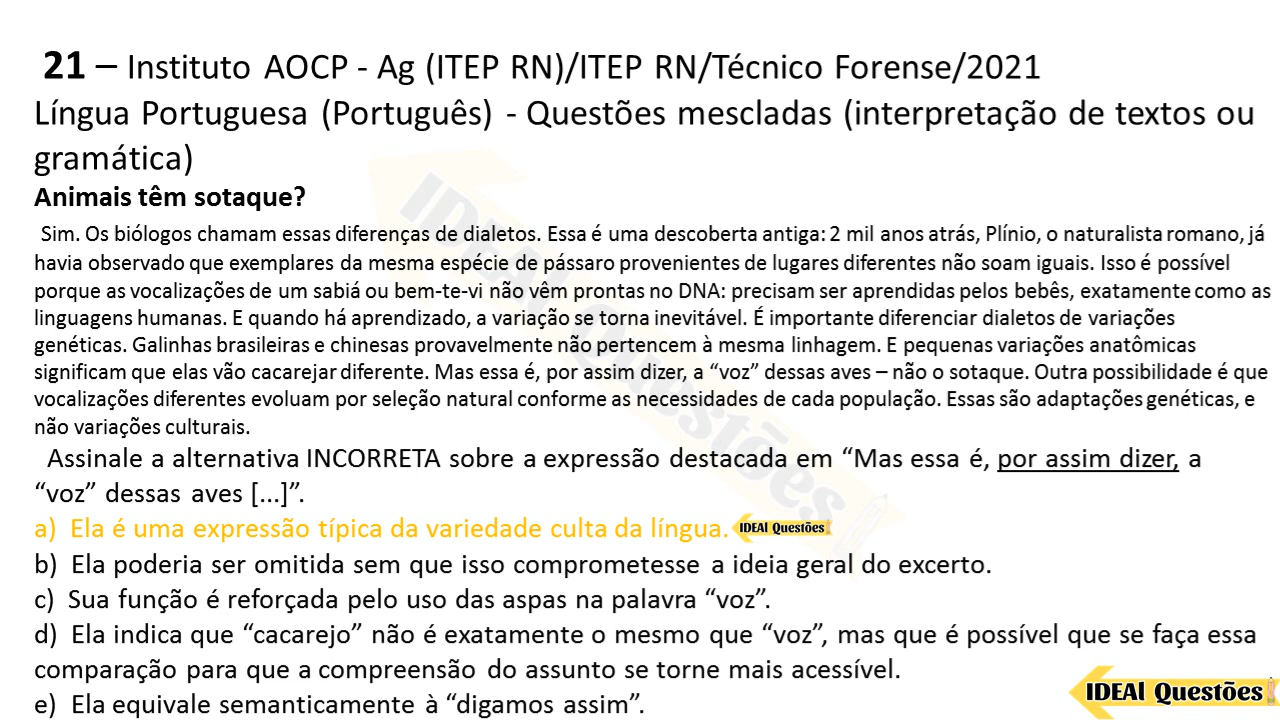 21 – Instituto AOCP - Ag (ITEP RN)/ITEP RN/Técnico Forense/2021
Língua Portuguesa (Português) - Questões mescladas (interpretação de textos ou
gramática)
Animais têm sotaque?
Sim. Os biólogos chamam essas diferenças de dialetos. Essa é uma descoberta antiga: 2 mil anos atrás, Plínio, o naturalista romano, já
havia observado que exemplares da mesma espécie de pássaro provenientes de lugares diferentes não soam iguais. Isso é possível
porque as vocalizações de um sabiá ou bem-te-vi não vêm prontas no DNA: precisam ser aprendidas pelos bebês, exatamente como as
linguagens humanas. E quando há aprendizado, a variação se torna inevitável. É importante diferenciar dialetos de variações
genéticas. Galinhas brasileiras e chinesas provavelmente não pertencem à mesma linhagem. E pequenas variações anatômicas
significam que elas vão cacarejar diferente. Mas essa é, por assim dizer, a “voz” dessas aves – não o sotaque. Outra possibilidade é que
vocalizações diferentes evoluam por seleção natural conforme as necessidades de cada população. Essas são adaptações genéticas, e
não variações culturais.
Assinale a alternativa INCORRETA sobre a expressão destacada em “Mas essa é, por assim dizer, a
“voz” dessas aves [...]”.
a) Ela é uma expressão típica da variedade culta da língua. IDEAl Questões
b) Ela poderia ser omitida sem que isso comprometesse a ideia geral do excerto.
c) Sua função é reforçada pelo uso das aspas na palavra “voz”.
d) Ela indica que “cacarejo” não é exatamente o mesmo que “voz”, mas que é possível que se faça essa
comparação para que a compreensão do assunto se torne mais acessível.
e) Ela equivale semanticamente à “digamos assim”.
IDEAl Questões
IDEAl Questões